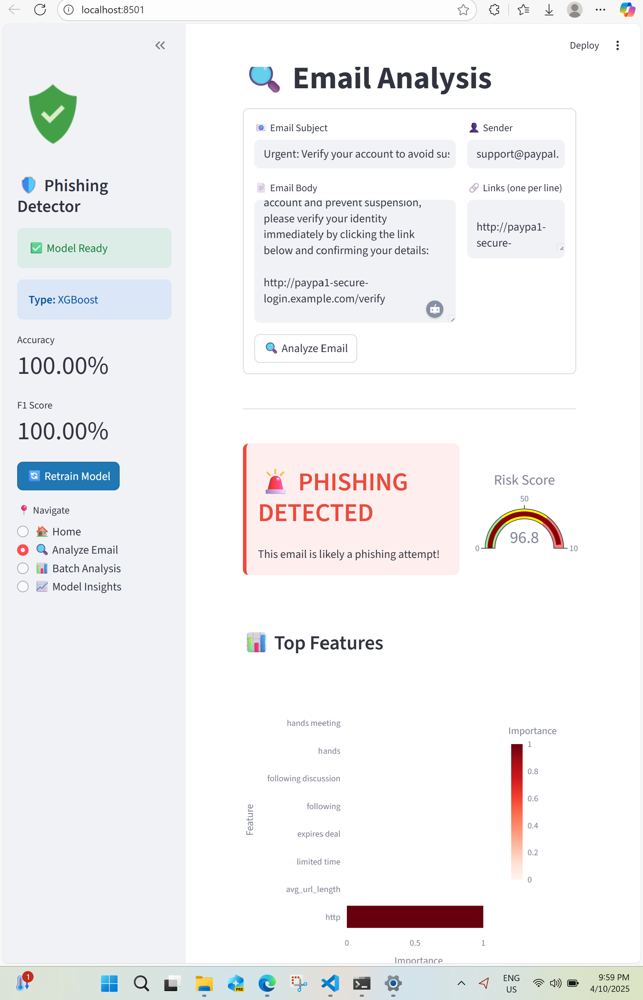 localhost:8501
Deploy
Phishing
Detector
Model Ready
Type: XGBoost
Accuracy
100.00%
F1 Score
100.00%
Retrain Model
Navigate
Home
Analyze Email
Batch Analysis
Model Insights
Email Analysis
Email Subject
Urgent: Verify your account to avoid sus
Sender
support@paypal.
Email Body
account and prevent suspension,
please verify your identity
immediately by clicking the link
below and confirming your details:
http://paypa1-secure-
login.example.com/verify
Links (one per line)
http://paypa1-
secure-
Analyze Email
PHISHING
DETECTED
This email is likely a phishing attempt!
Risk Score
50
96.8
0
10
Top Features
hands meeting
hands
following discussion
following
expires deal
limited time
avg_url_length
http
Feature
0
0.5
1
Importance
Importance
1
0.8
0.6
0.4
0.2
0
1
PRE
ENG
US
9:59 PM
4/10/2025